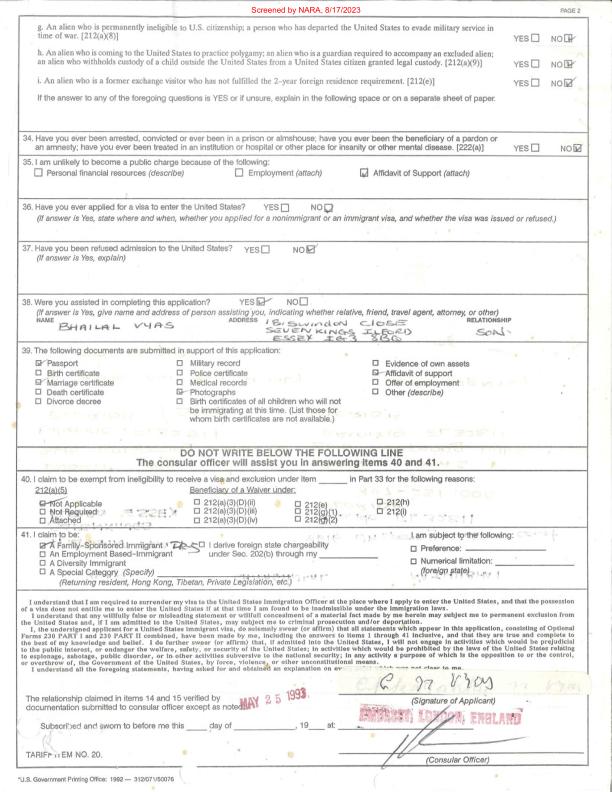 Screened by NARA, 8/17/2023
PAGE 2
g. An alien who is permanently ineligible to U.S. citizenship; a person who has departed the United States to evade military service in
time of war. [212(a)(8)] YES NO
h. An alien who is coming to the United States to practice polygamy; an alien who is a guardian required to accompany an excluded alien;
an alien who withholds custody of a child outside the United States from a United States citizen granted legal custody. [212(a)(9)] YES NO
i. An alien who is a former exchange visitor who has not fulfilled the 2-year foreign residence requirement. [212(e)] YES NO
If the answer to any of the foregoing questions is YES or if unsure, explain in the following space or on a separate sheet of paper.
34. Have you ever been arrested, convicted or ever been in a prison or almshouse; have you ever been the beneficiary of a pardon or
an amnesty; have you ever been treated in an institution or hospital or other place for insanity or other mental disease. [222(a)] YES NO
35. I am unlikely to become a public charge because of the following:
Personal financial resources (describe) Employment (attach) Affidavit of Support (attach)
36. Have you ever applied for a visa to enter the United States? YES NO
(If answer is Yes, state where and when, whether you applied for a nonimmigrant or an immigrant visa, and whether the visa was issued or refused.)
37. Have you been refused admission to the United States? YES NO
(If answer is Yes, explain)
38. Were you assisted in completing this application? YES NO
(If answer is Yes, give name and address of person assisting you, indicating whether relative, friend, travel agent, attorney, or other)
NAME ADDRESS RELATIONSHIP
BHAILAL VYAS 18, SWINDON CLOSE
SEVEN KINGS ILFORD SON
ESSEX IG3
39. The following documents are submitted in support of this application:
Passport Military record Evidence of own assets
Birth certificate Police certificate Affidavit of support
Marriage certificate Medical records Offer of employment
Death certificate Photographs Other (describe)
Divorce decree Birth certificates of all children who will
not be immigrating at this time. (List those for
whom birth certificates are not available.)
DO NOT WRITE BELOW THE FOLLOWING LINE
The consular officer will assist you in answering items 40 and 41.
40. I claim to be exempt from ineligibility to receive a visa and exclusion under item ______ in Part 33 for the following reasons:
212(a)(5) Beneficiary of a Waiver under:
Not Applicable 212(a)(3)(D)(ii) 212(e) 212(h)
Not Required 212(a)(3)(D)(iii) 212(g)(1) 212(i)
Attached 212(a)(3)(D)(iv) 212(g)(2)
41. I claim to be: I am subject to the following:
A Family-Sponsored Immigrant I derive foreign state chargeability Preference:
An Employment Based-Immigrant under Sec. 202(b) through my Numerical limitation:
A Diversity Immigrant (foreign state)
A Special Category (Specify)
(Returning resident, Hong Kong, Tibetan, Private Legislation, etc.)
I understand that I am required to surrender my visa to the United States Immigration Officer at the place where I apply to enter the United States, and that the possession
of a visa does not entitle me to enter the United States if at that time I am found to be inadmissible under the immigration laws.
I understand that any willfully false or misleading statement or willful concealment of a material fact made by me herein may subject me to permanent exclusion
from the United States and, if I am admitted to the United States, may subject me to criminal prosecution and/or deportation.
I, the undersigned applicant for a United States immigrant visa, do solemnly swear (or affirm) that all statements which appear in this application, consisting of Optional
Forms 230 PART I and 230 PART II combined, have been made by me, including the answers to items 1 through 41 inclusive, and that they are true and complete to
the best of my knowledge and belief. I do further swear (or affirm) that, if admitted into the United States, I will not engage in activities which would be prejudicial
to the public interest, or endanger the welfare, safety, or security of the United States; in activities which would be prohibited by the laws of the United States relating
to espionage, sabotage, public disorder, or in other activities subversive to the national security; in any activity a purpose of which is the opposition to or the control,
or overthrow of, the Government of the United States, by force, violence, or other unconstitutional means.
I understand all the foregoing statements, having asked for and obtained an explanation on
The relationship claimed in items 14 and 15 verified by
documentation submitted to consular officer except as noted
MAY 25 1993
(Signature of Applicant)
Subscribed and sworn to before me this ____ day of ________, 19 __ at:
LONDON, ENGLAND
TARIFF ITEM NO. 20.
(Consular Officer)
*U.S. Government Printing Office: 1992 — 312/071/50076